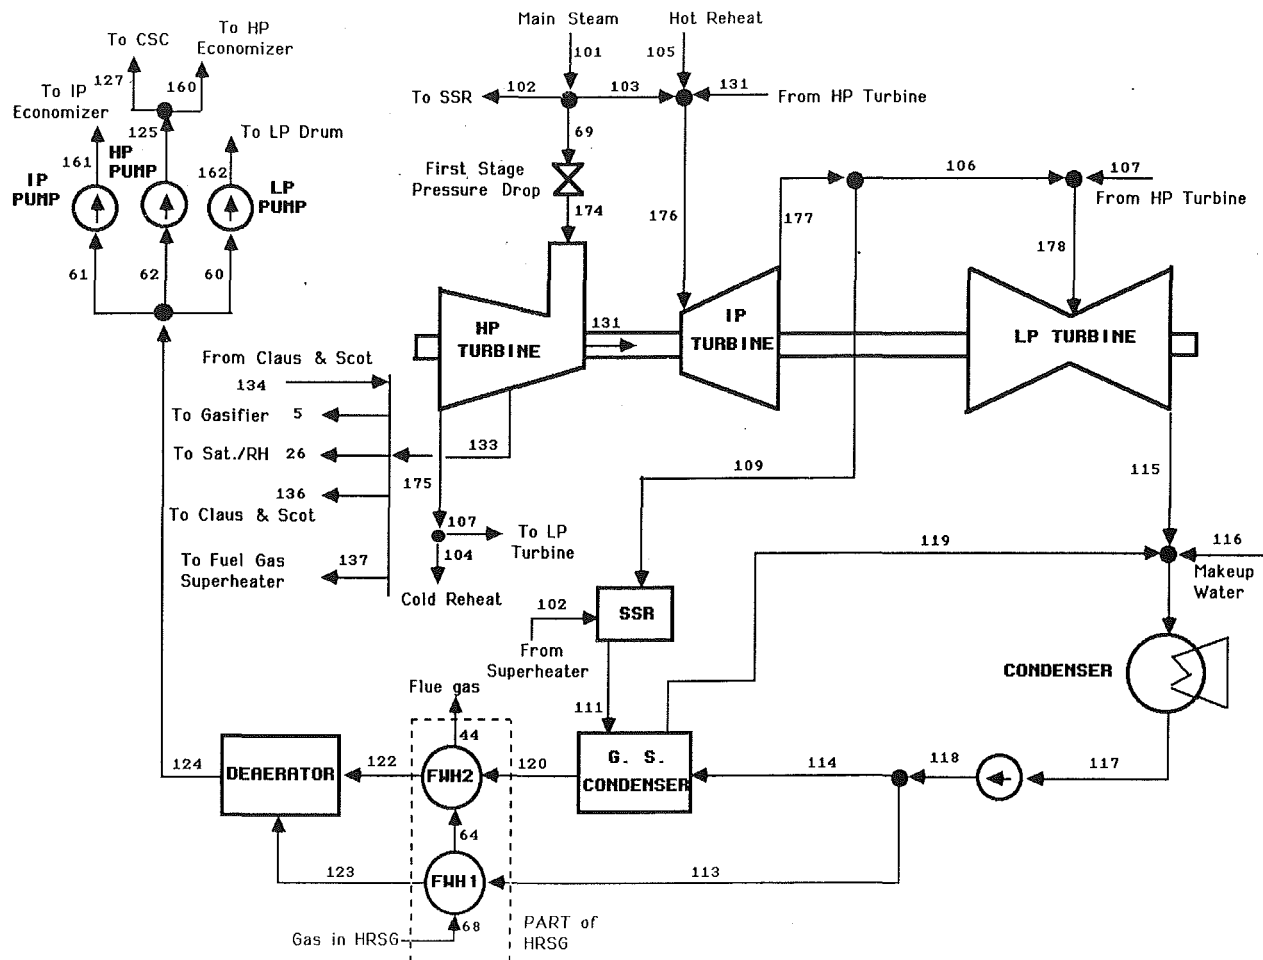 Main Steam
Hot Reheat
To HP
Economizer
To CSC
101
105
127
160
To IP
Economizer
To SSR
102
103
131
From HP Turbine
125
To LP Drum
69
161
HP
PUMP
162
IP
PUMP
LP
PUMP
First Stage
Pressure Drop
106
107
From HP Turbine
174
176
177
178
61
62
60
HP
TURBINE
131
IP
TURBINE
LP TURBINE
From Claus & Scot
134
To Gasifier
5
To Sat./RH
26
133
175
109
115
136
To Claus & Scot
107
To LP
Turbine
104
119
116
Makeup
Water
To Fuel Gas
Superheater
137
Cold Reheat
102
SSR
From
Superheater
CONDENSER
Flue gas
111
44
124
DEAERATOR
122
FWH2
120
G. S.
CONDENSER
114
118
117
64
123
FWH1
113
68
Gas in HRSG
PART of
HRSG